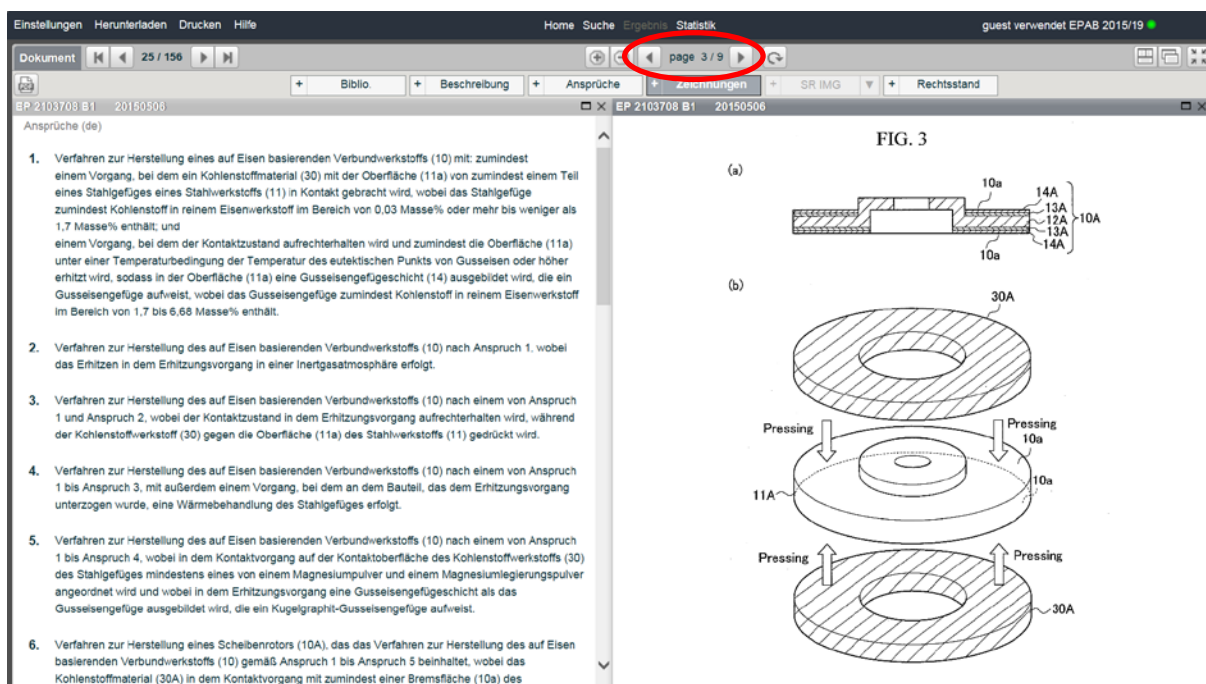 Einstellungen Herunterladen Drucken Hilfe
Home Suche Ergebnis Statistik
guest verwendet EPAB 2015/19
Dokument 25 / 156
page 3 / 9
+ Biblio. + Beschreibung + Ansprüche + Zeichnungen + SR IMG + Rechtsstand
EP 2103708 B1 20150506
EP 2103708 B1 20150506
Ansprüche (de)
1. Verfahren zur Herstellung eines auf Eisen basierenden Verbundwerkstoffs (10) mit: zumindest
einem Vorgang, bei dem ein Kohlenstoffmaterial (30) mit der Oberfläche (11a) von zumindest einem Teil
eines Stahlgefüges eines Stahlwerkstoffs (11) in Kontakt gebracht wird, wobei das Stahlgefüge
zumindest Kohlenstoff in reinem Eisenwerkstoff im Bereich von 0,03 Masse% oder mehr bis weniger als
1,7 Masse% enthält; und
einem Vorgang, bei dem der Kontaktzustand aufrechterhalten wird und zumindest die Oberfläche (11a)
unter einer Temperaturbedingung der Temperatur des eutektischen Punkts von Gusseisen oder höher
erhitzt wird, sodass in der Oberfläche (11a) eine Gusseisengefügeschicht (14) ausgebildet wird, die ein
Gusseisengefüge aufweist, wobei das Gusseisengefüge zumindest Kohlenstoff in reinem Eisenwerkstoff
im Bereich von 1,7 bis 6,68 Masse% enthält.
2. Verfahren zur Herstellung des auf Eisen basierenden Verbundwerkstoffs (10) nach Anspruch 1, wobei
das Erhitzen in dem Erhitzungsvorgang in einer Inertgasatmosphäre erfolgt.
3. Verfahren zur Herstellung des auf Eisen basierenden Verbundwerkstoffs (10) nach einem von Anspruch
1 und Anspruch 2, wobei der Kontaktzustand in dem Erhitzungsvorgang aufrechterhalten wird, während
der Kohlenstoffwerkstoff (30) gegen die Oberfläche (11a) des Stahlwerkstoffs (11) gedrückt wird.
4. Verfahren zur Herstellung des auf Eisen basierenden Verbundwerkstoffs (10) nach einem von Anspruch
1 bis Anspruch 3, mit außerdem einem Vorgang, bei dem an dem Bauteil, das dem Erhitzungsvorgang
unterzogen wurde, eine Wärmebehandlung des Stahlgefüges erfolgt.
5. Verfahren zur Herstellung des auf Eisen basierenden Verbundwerkstoffs (10) nach einem von Anspruch
1 bis Anspruch 4, wobei in dem Kontaktvorgang auf der Kontaktoberfläche des Kohlenstoffwerkstoffs (30)
des Stahlgefüges mindestens eines von einem Magnesiumpulver und einem Magnesiumlegierungspulver
angeordnet wird und wobei in dem Erhitzungsvorgang eine Gusseisengefügeschicht als das
Gusseisengefüge ausgebildet wird, die ein Kugelgraphit-Gusseisengefüge aufweist.
6. Verfahren zur Herstellung eines Scheibenrotors (10A), das das Verfahren zur Herstellung des auf Eisen
basierenden Verbundwerkstoffs (10) gemäß Anspruch 1 bis Anspruch 5 beinhaltet, wobei das
Kohlenstoffmaterial (30A) in dem Kontaktvorgang mit zumindest einer Bremsfläche (10a) des
FIG. 3
(a)
10a
14A
13A
12A
13A
14A
10A
10a
(b)
30A
Pressing
Pressing
10a
10a
11A
Pressing
Pressing
30A